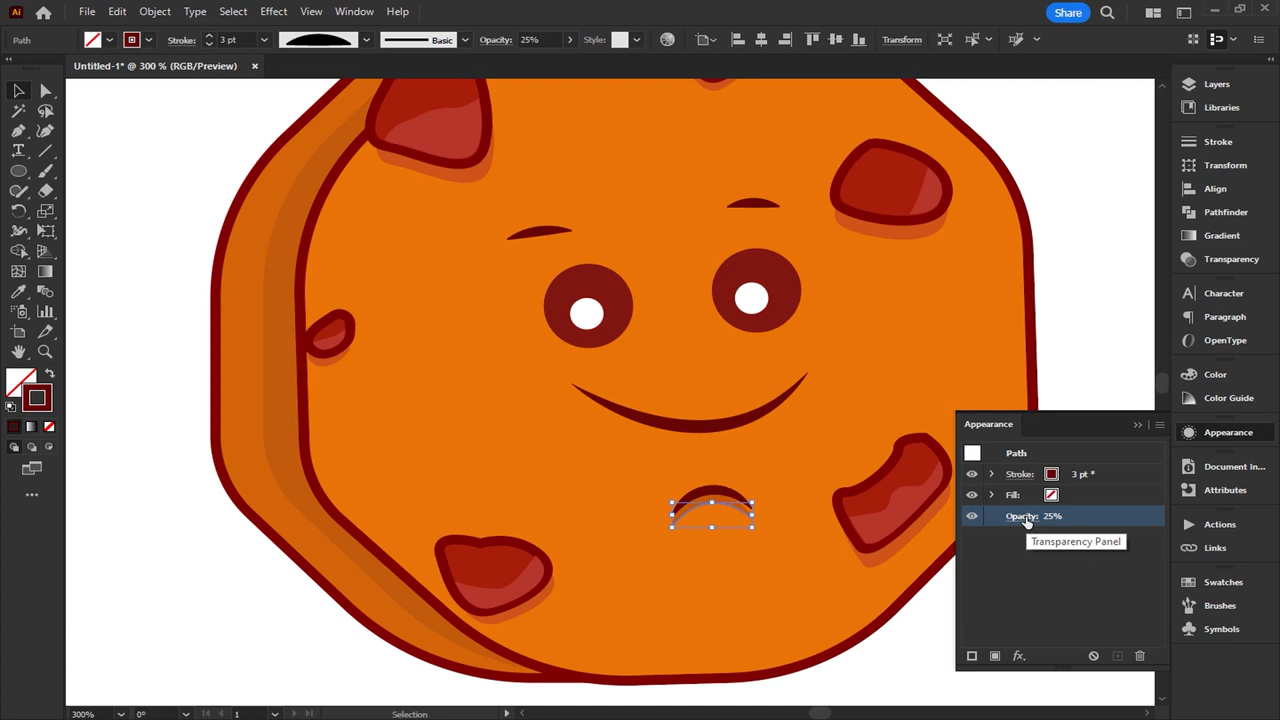 Ai File Edit Object Type Select Effect View Window Help Share
Path Stroke: 3 pt Basic Opacity: 25% Style: Transform
Untitled-1* @ 300 % (RGB/Preview)
Layers
Libraries
Stroke
Transform
Align
Pathfinder
Gradient
Transparency
Character
Paragraph
OpenType
Color
Color Guide
Appearance
Document In...
Attributes
Actions
Links
Swatches
Brushes
Symbols
Appearance
Path
Stroke: 3 pt *
Fill:
Opacity: 25%
Transparency Panel
fx
300% 0° 1 Selection